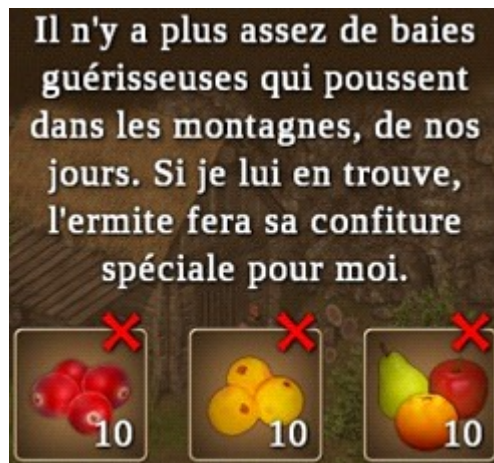 Il n'y a plus assez de baies
guérisseuses qui poussent
dans les montagnes, de nos
jours. Si je lui en trouve,
l'ermite fera sa confiture
spéciale pour moi.
10 10 10